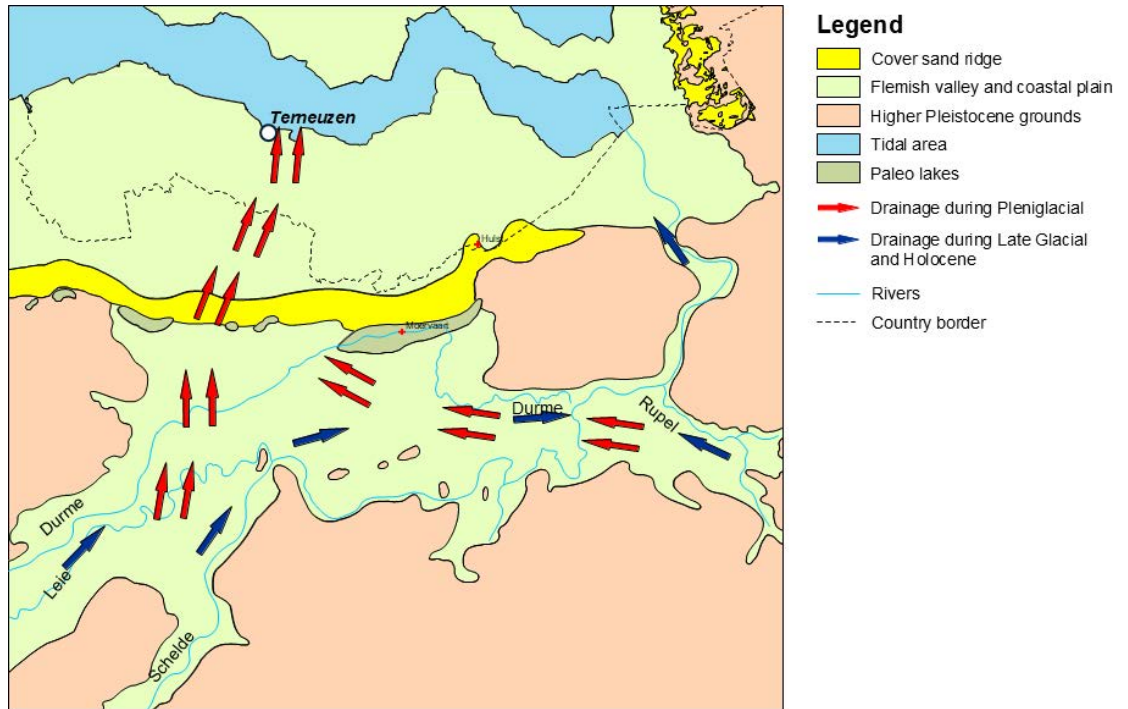 Terneuzen
Hulst
Moervaart
Durme
Rupel
Durme
Leie
Schelde
Legend
Cover sand ridge
Flemish valley and coastal plain
Higher Pleistocene grounds
Tidal area
Paleo lakes
Drainage during Pleniglacial
Drainage during Late Glacial
and Holocene
Rivers
Country border